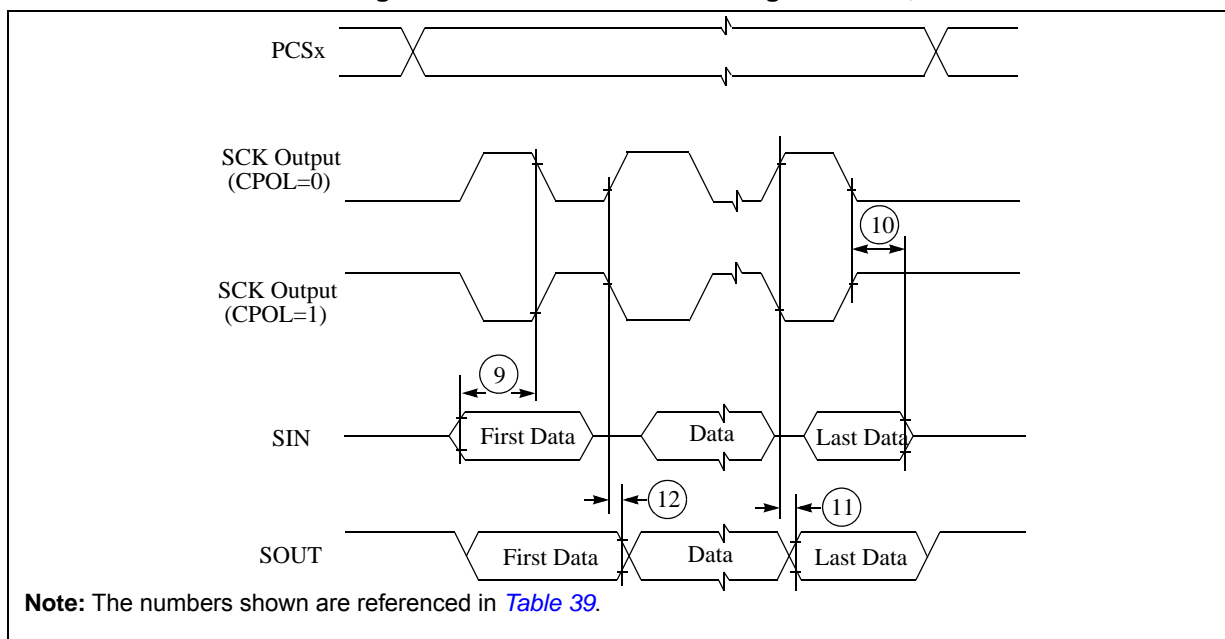 PCSx
SCK Output
(CPOL=0)
10
SCK Output
(CPOL=1)
9
SIN
First Data
Data
Last Data
12
11
SOUT
First Data
Data
Last Data
Note: The numbers shown are referenced in Table 39.